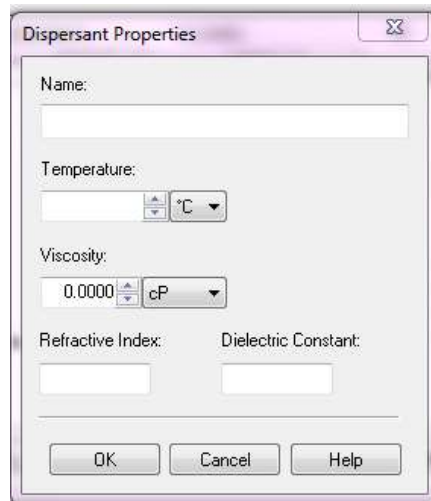 Dispersant Properties
Name:
Temperature:
°C
Viscosity:
0.0000 cP
Refractive Index: Dielectric Constant:
OK Cancel Help